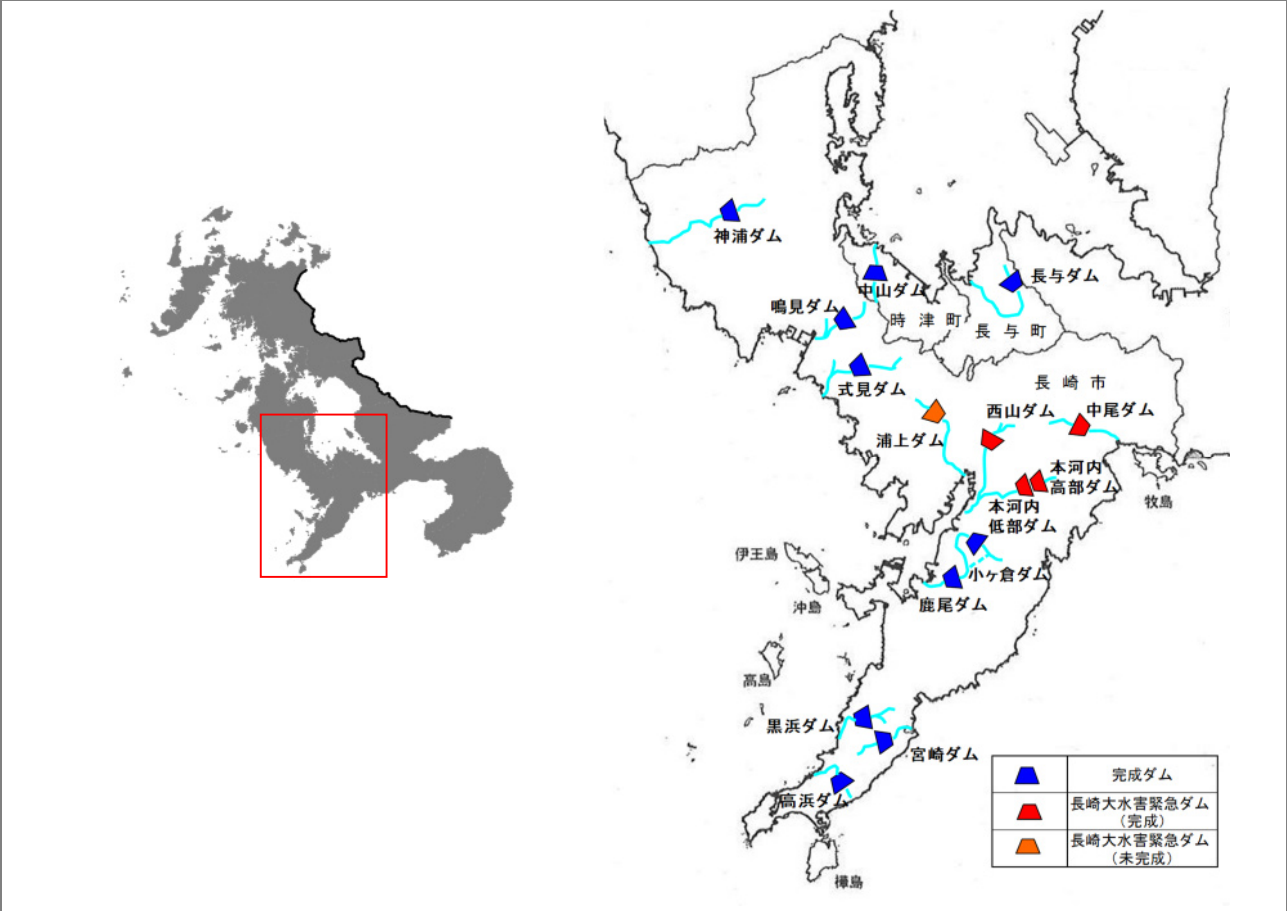 神浦ダム
中山ダム
長与ダム
鳴見ダム
時津町
長与町
式見ダム
長崎市
西山ダム
中尾ダム
浦上ダム
本河内
高部ダム
牧島
本河内
低部ダム
伊王島
小ヶ倉ダム
沖島
鹿尾ダム
高島
黒浜ダム
宮崎ダム
高浜ダム
樺島
完成ダム
長崎大水害緊急ダム
（完成）
長崎大水害緊急ダム
（未完成）